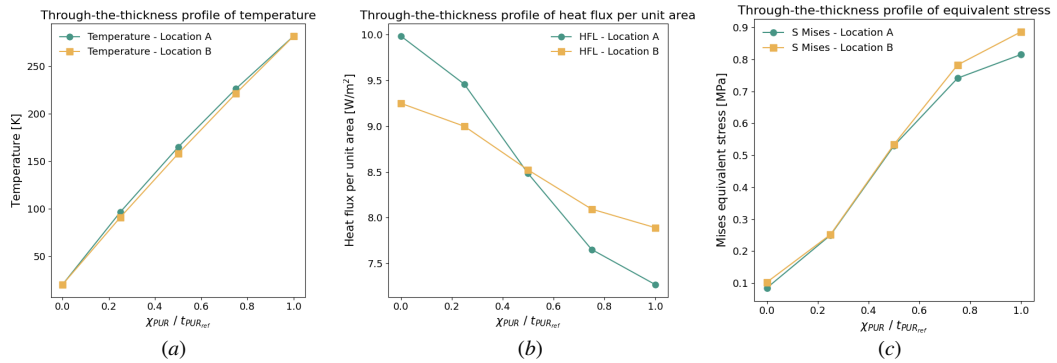 Through-the-thickness profile of temperature
Temperature - Location A
Temperature - Location B
Temperature [K]
250
200
150
100
50
0.0 0.2 0.4 0.6 0.8 1.0
χPUR / tPURref
(a)
Through-the-thickness profile of heat flux per unit area
HFL - Location A
HFL - Location B
Heat flux per unit area [W/m²]
10.0
9.5
9.0
8.5
8.0
7.5
0.0 0.2 0.4 0.6 0.8 1.0
χPUR / tPURref
(b)
Through-the-thickness profile of equivalent stress
S Mises - Location A
S Mises - Location B
Mises equivalent stress [MPa]
0.9
0.8
0.7
0.6
0.5
0.4
0.3
0.2
0.1
0.0 0.2 0.4 0.6 0.8 1.0
χPUR / tPURref
(c)